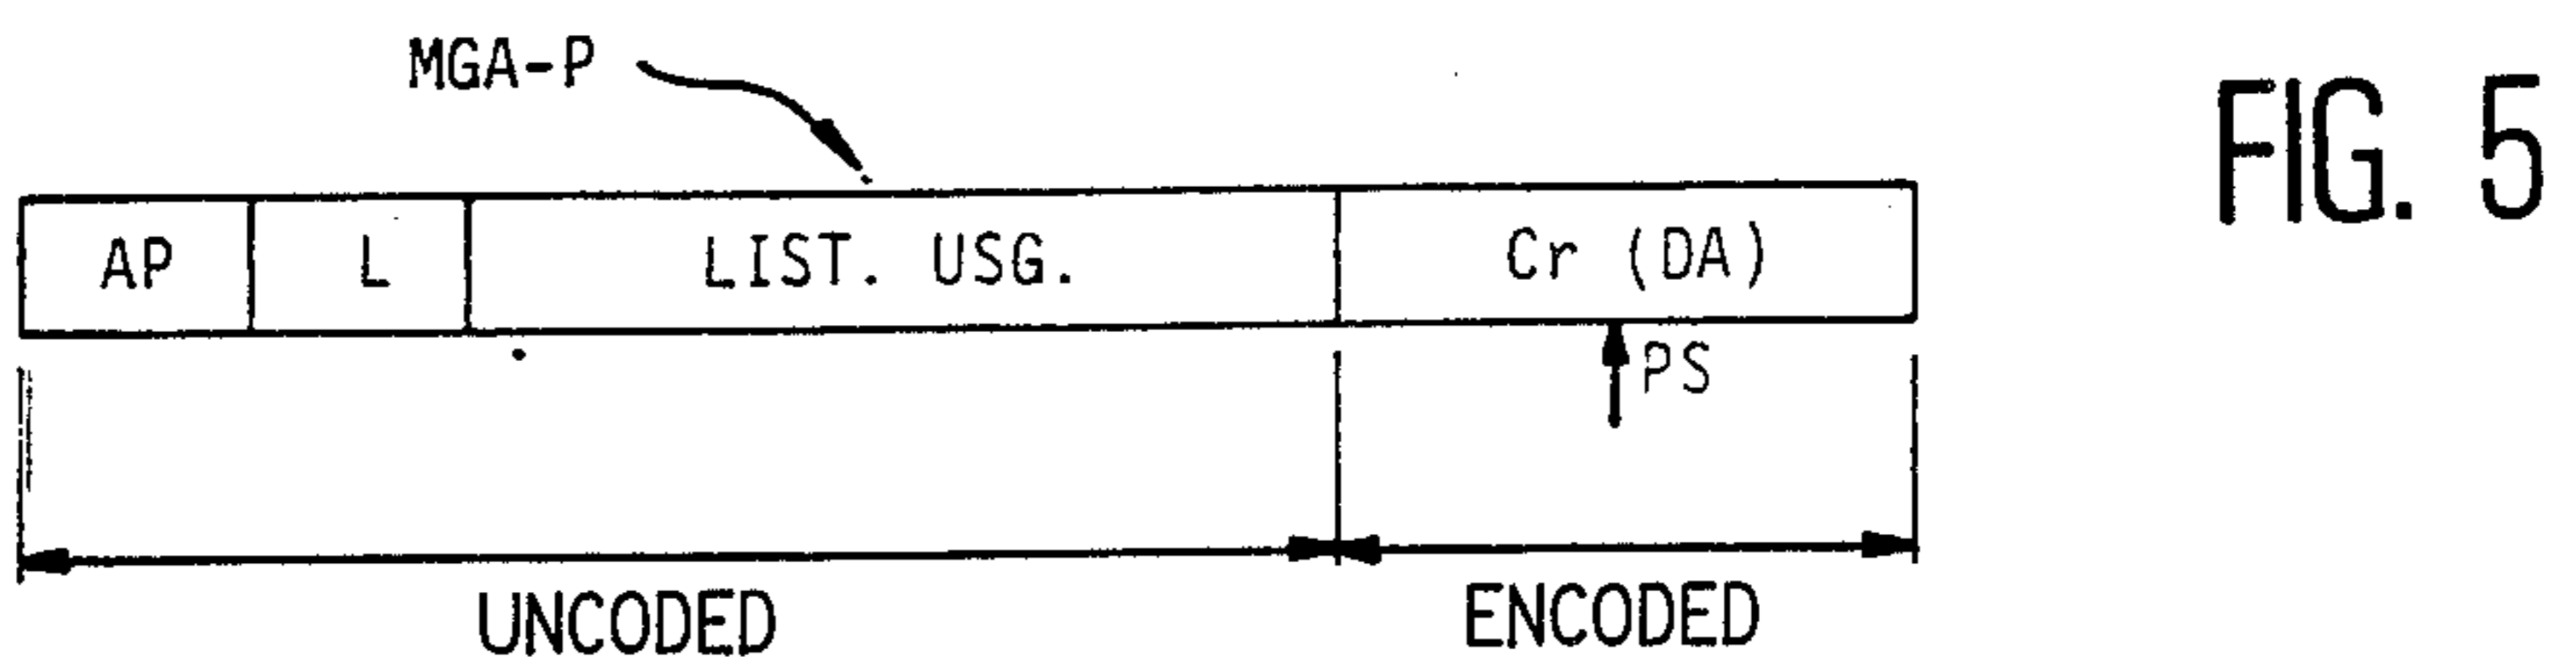 MGA-P
FIG. 5
AP L LIST. USG. Cr (DA)
PS
UNCODED ENCODED